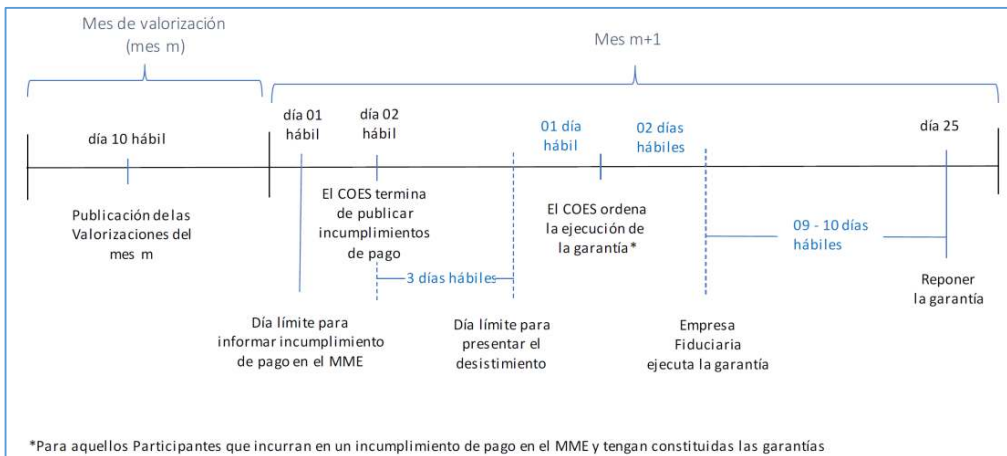 Mes de valorización
(mes m)
Mes m+1
día 10 hábil
día 01
hábil
día 02
hábil
01 día
hábil
02 días
hábiles
día 25
Publicación de las
Valorizaciones del
mes m
El COES termina
de publicar
incumplimientos
de pago
El COES ordena
la ejecución de
la garantía*
09 - 10 días
hábiles
3 días hábiles
Reponer
la garantía
Día límite para
informar incumplimiento
de pago en el MME
Día límite para
presentar el
desistimiento
Empresa
Fiduciaria
ejecuta la garantía
*Para aquellos Participantes que incurran en un incumplimiento de pago en el MME y tengan constituidas las garantías